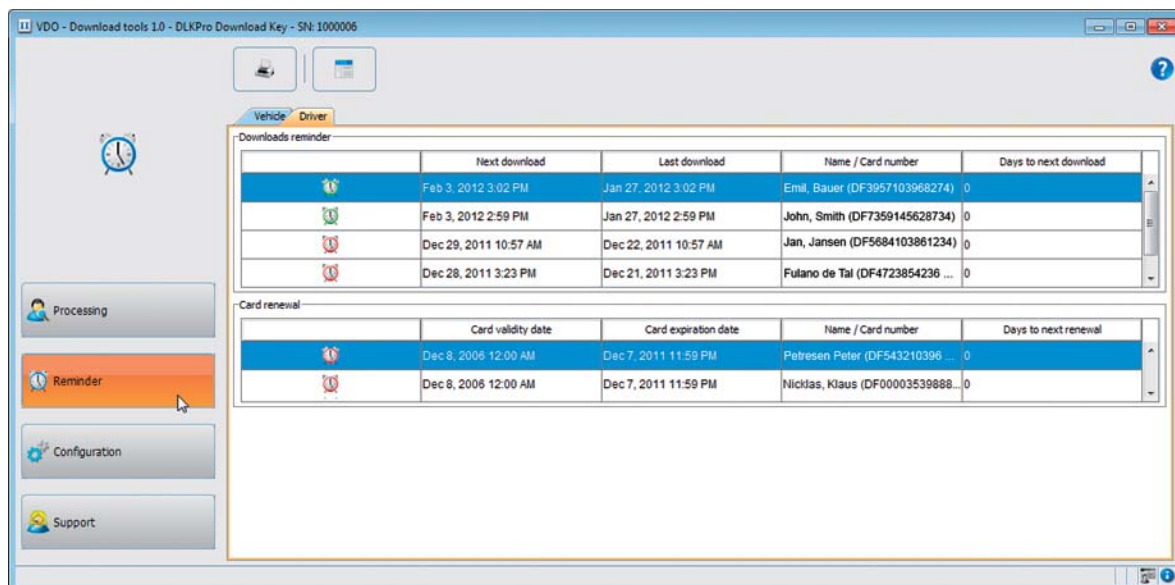 VDO - Download tools 1.0 - DLKPro Download Key - SN: 1000006
Vehicle Driver
Downloads reminder
Next download Last download Name / Card number Days to next download
Feb 3, 2012 3:02 PM Jan 27, 2012 3:02 PM Emil, Bauer (DF3957103968274) 0
Feb 3, 2012 2:59 PM Jan 27, 2012 2:59 PM John, Smith (DF7359145628734) 0
Dec 29, 2011 10:57 AM Dec 22, 2011 10:57 AM Jan, Jansen (DF5684103861234) 0
Dec 28, 2011 3:23 PM Dec 21, 2011 3:23 PM Fulano de Tal (DF4723854236 ... 0
Card renewal
Card validity date Card expiration date Name / Card number Days to next renewal
Dec 8, 2006 12:00 AM Dec 7, 2011 11:59 PM Petresen Peter (DF543210396 ... 0
Dec 8, 2006 12:00 AM Dec 7, 2011 11:59 PM Nicklas, Klaus (DF00003539888... 0
Processing
Reminder
Configuration
Support